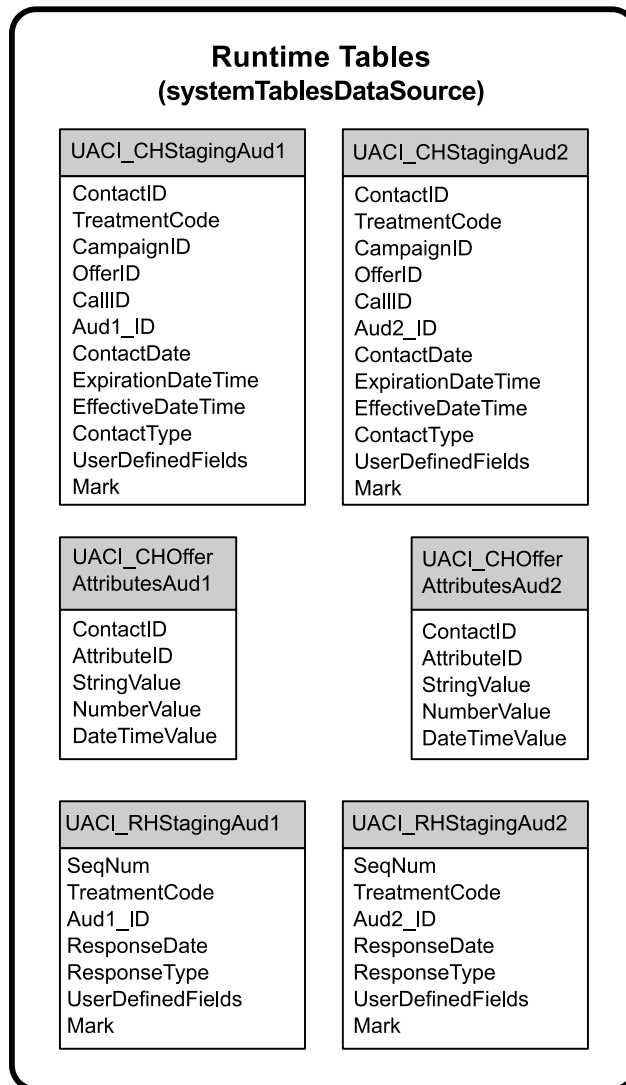 Runtime Tables
(systemTablesDataSource)
UACI_CHStagingAud1
ContactID
TreatmentCode
CampaignID
OfferID
CallID
Aud1_ID
ContactDate
ExpirationDateTime
EffectiveDateTime
ContactType
UserDefinedFields
Mark
UACI_CHStagingAud2
ContactID
TreatmentCode
CampaignID
OfferID
CallID
Aud2_ID
ContactDate
ExpirationDateTime
EffectiveDateTime
ContactType
UserDefinedFields
Mark
UACI_CHOffer
AttributesAud1
ContactID
AttributeID
StringValue
NumberValue
DateTimeValue
UACI_CHOffer
AttributesAud2
ContactID
AttributeID
StringValue
NumberValue
DateTimeValue
UACI_RHStagingAud1
SeqNum
TreatmentCode
Aud1_ID
ResponseDate
ResponseType
UserDefinedFields
Mark
UACI_RHStagingAud2
SeqNum
TreatmentCode
Aud2_ID
ResponseDate
ResponseType
UserDefinedFields
Mark